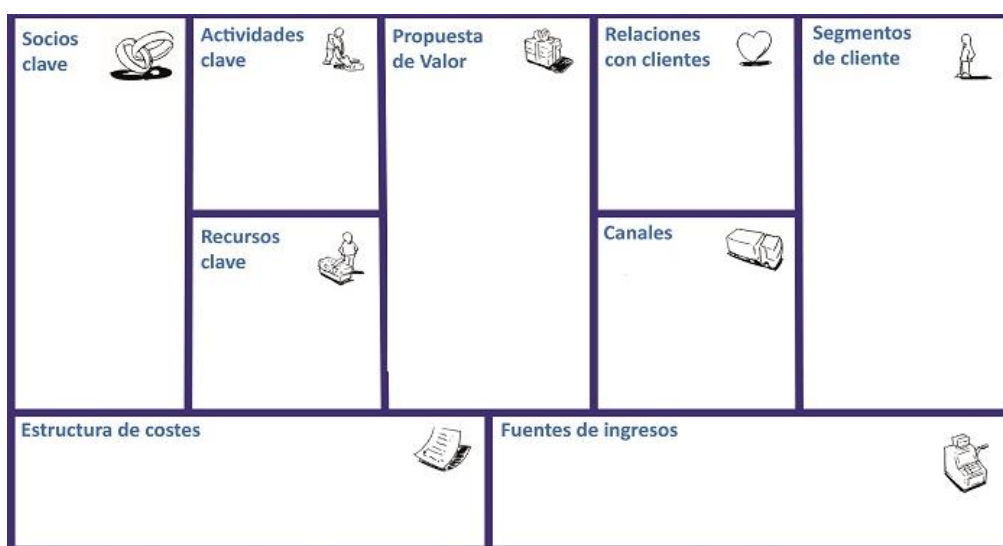 Socios
clave
Actividades
clave
Propuesta
de Valor
Relaciones
con clientes
Segmentos
de cliente
Recursos
clave
Canales
Estructura de costes
Fuentes de ingresos